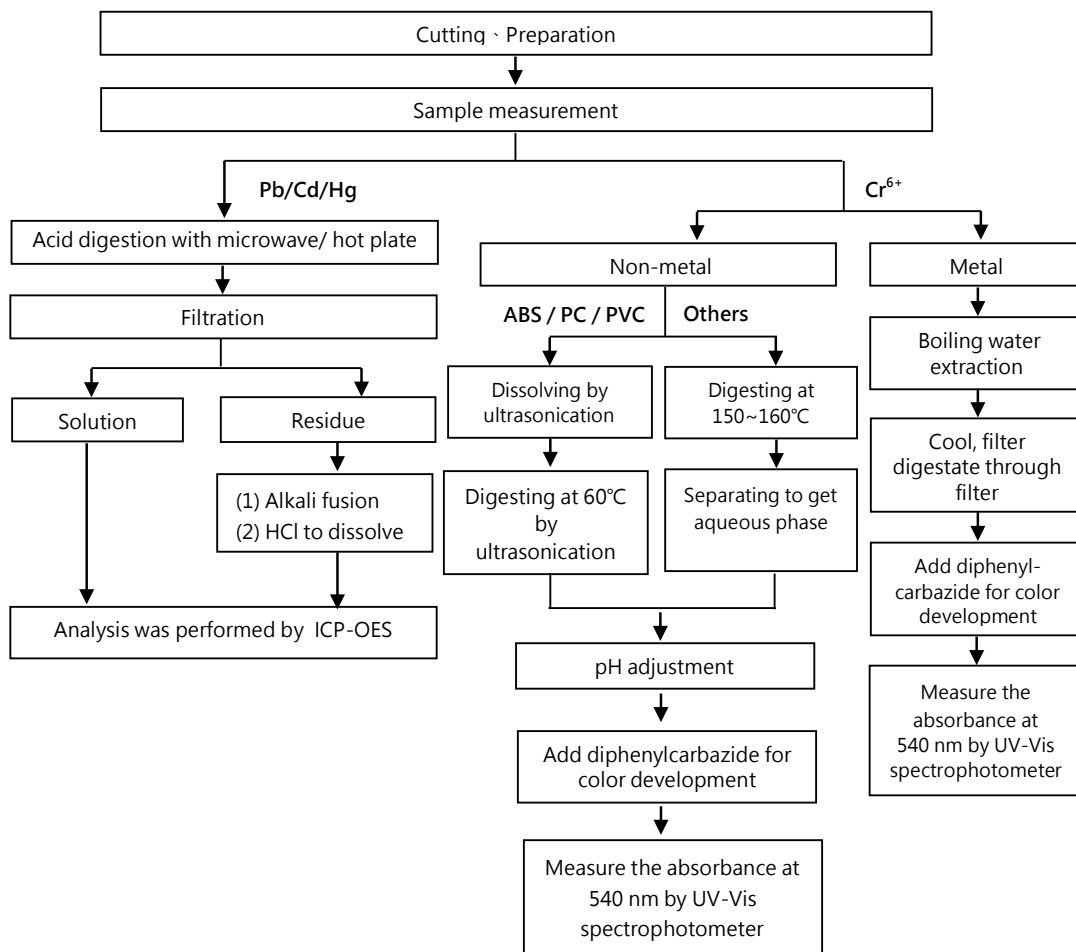 Cutting、Preparation
Sample measurement
Pb/Cd/Hg
Cr⁶⁺
Acid digestion with microwave/ hot plate
Filtration
Solution
Residue
(1) Alkali fusion
(2) HCl to dissolve
Analysis was performed by ICP-OES
Non-metal
ABS / PC / PVC
Others
Dissolving by
ultrasonication
Digesting at 60℃
by
ultrasonication
Digesting at
150~160℃
Separating to get
aqueous phase
pH adjustment
Add diphenylcarbazide for
color development
Measure the absorbance at
540 nm by UV-Vis
spectrophotometer
Metal
Boiling water
extraction
Cool, filter
digestate through
filter
Add diphenyl-
carbazide for color
development
Measure the
absorbance at
540 nm by UV-Vis
spectrophotometer